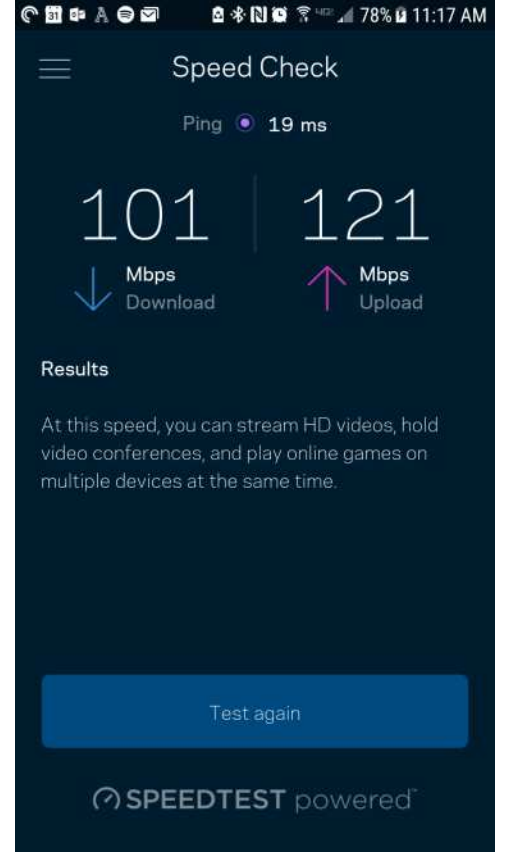 31 78% 11:17 AM
Speed Check
Ping 19 ms
101 121
Mbps Mbps
Download Upload
Results
At this speed, you can stream HD videos, hold
video conferences, and play online games on
multiple devices at the same time.
Test again
SPEEDTEST powered™